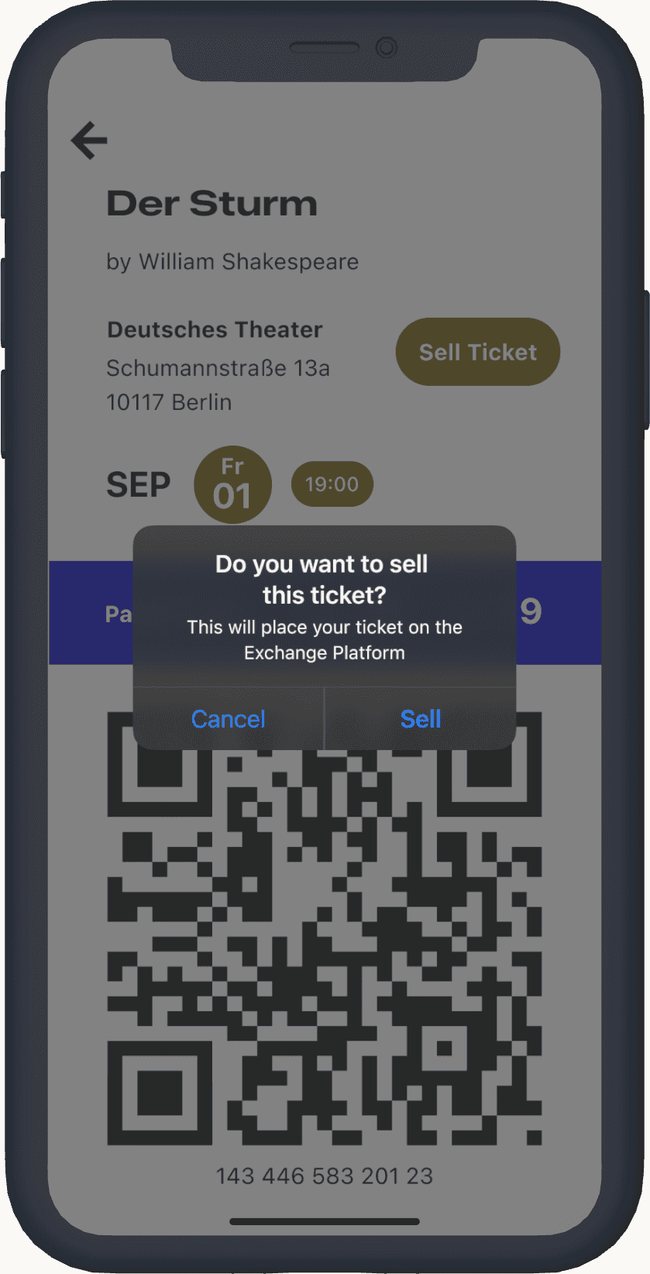 Der Sturm
by William Shakespeare
Deutsches Theater
Schumannstraße 13a
10117 Berlin
Sell Ticket
SEP
Fr
01
19:00
Do you want to sell
this ticket?
This will place your ticket on the
Exchange Platform
Pa
9
Cancel
Sell
143 446 583 201 23